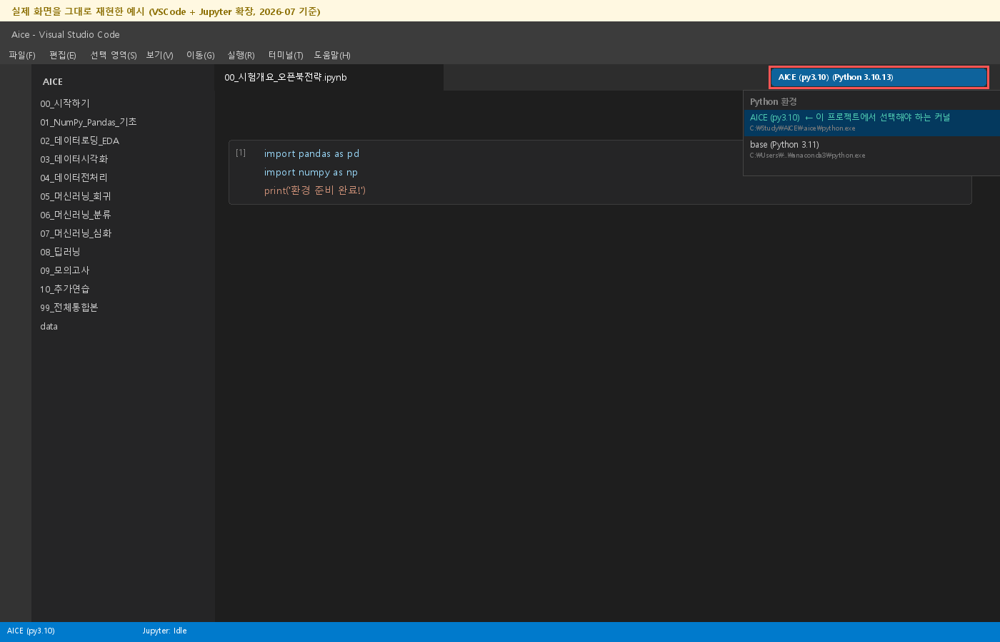 실제 화면을 그대로 재현한 예시 (VSCode + Jupyter 확장, 2026-07 기준)
Aice - Visual Studio Code
파일(F) 편집(E) 선택 영역(S) 보기(V) 이동(G) 실행(R) 터미널(T) 도움말(H)
AICE
00_시작하기
01_NumPy_Pandas_기초
02_데이터로딩_EDA
03_데이터시각화
04_데이터전처리
05_머신러닝_회귀
06_머신러닝_분류
07_머신러닝_심화
08_딥러닝
09_모의고사
10_추가연습
99_전체통합본
data
00_시험개요_오픈북전략.ipynb
AICE (py3.10) (Python 3.10.13)
Python 환경
AICE (py3.10) ← 이 프로젝트에서 선택해야 하는 커널
C:₩Study₩AICE₩aice₩python.exe
base (Python 3.11)
C:₩Users₩...₩anaconda3₩python.exe
[1]
import pandas as pd
import numpy as np
print('환경 준비 완료!')
AICE (py3.10)
Jupyter: Idle